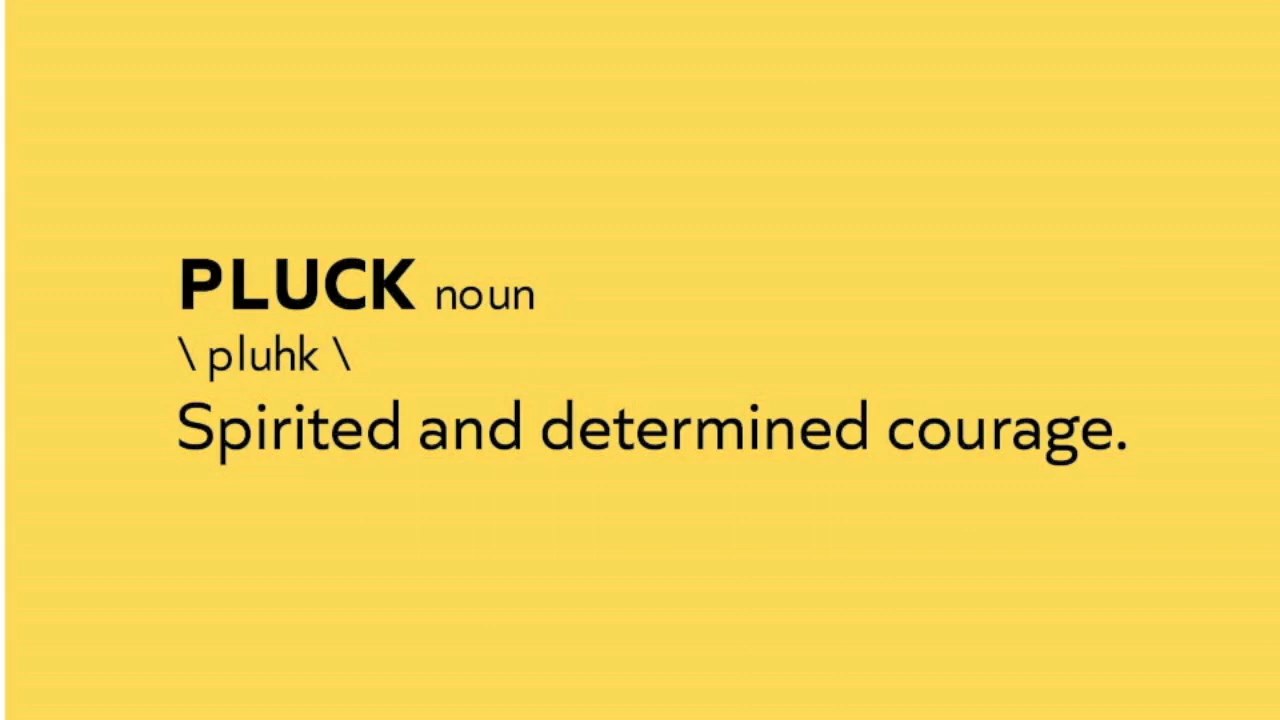 PLUCK noun
\ pluhk \
Spirited and determined courage.